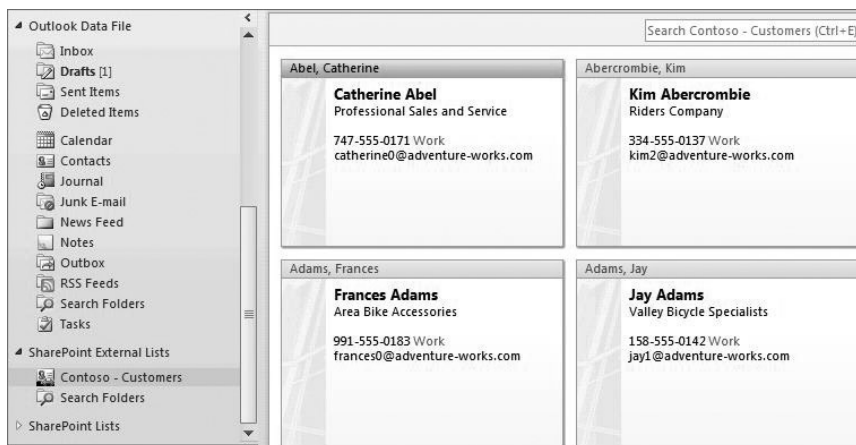 Outlook Data File
Inbox
Drafts [1]
Sent Items
Deleted Items
Calendar
Contacts
Journal
Junk E-mail
News Feed
Notes
Outbox
RSS Feeds
Search Folders
Tasks
SharePoint External Lists
Contoso - Customers
Search Folders
SharePoint Lists
Search Contoso - Customers (Ctrl+E)
Abel, Catherine
Catherine Abel
Professional Sales and Service
747-555-0171 Work
catherine0@adventure-works.com
Abercrombie, Kim
Kim Abercrombie
Riders Company
334-555-0137 Work
kim2@adventure-works.com
Adams, Frances
Frances Adams
Area Bike Accessories
991-555-0183 Work
frances0@adventure-works.com
Adams, Jay
Jay Adams
Valley Bicycle Specialists
158-555-0142 Work
jay1@adventure-works.com